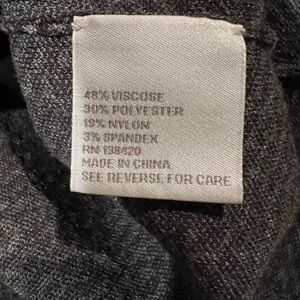 48% VISCOSE
30% POLYESTER
19% NYLON
3% SPANDEX
RN 138420
MADE IN CHINA
SEE REVERSE FOR CARE